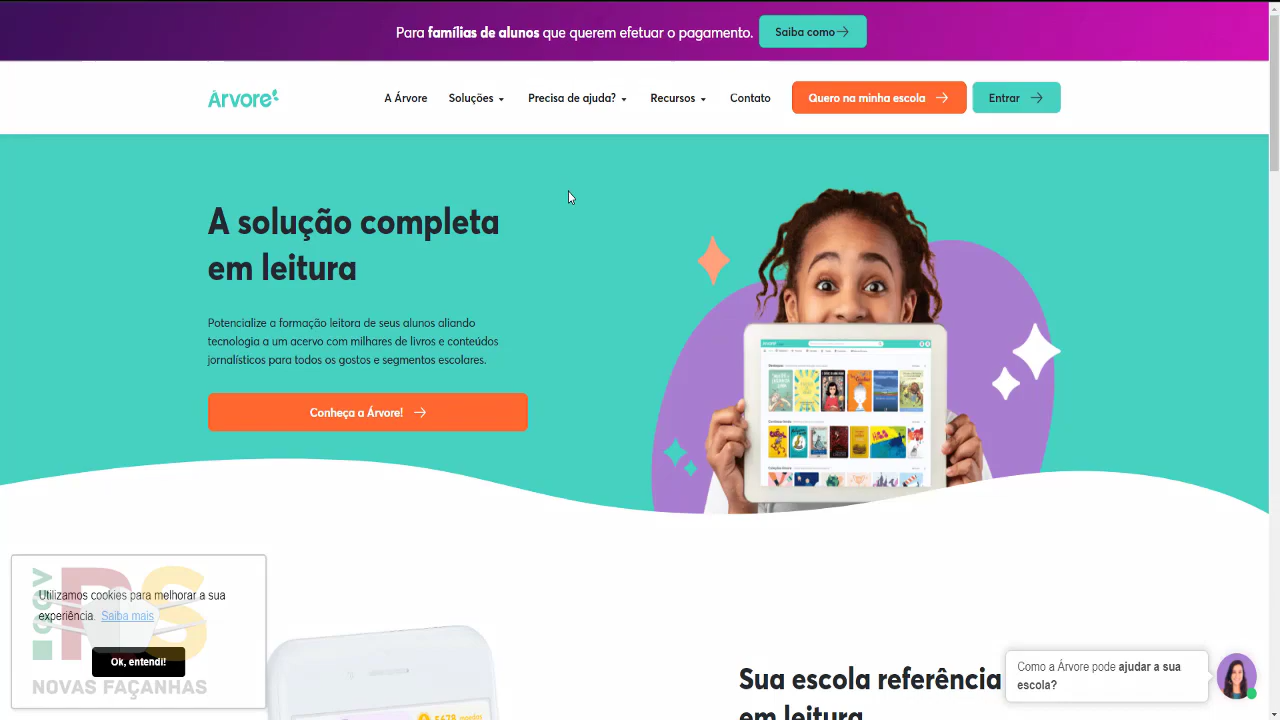 Para famílias de alunos que querem efetuar o pagamento. Saiba como
Árvore A Árvore Soluções Precisa de ajuda? Recursos Contato Quero na minha escola Entrar
A solução completa
em leitura
Potencialize a formação leitora de seus alunos aliando
tecnologia a um acervo com milhares de livros e conteúdos
jornalísticos para todos os gostos e segmentos escolares.
Conheça a Árvore!
Utilizamos cookies para melhorar a sua
experiência. Saiba mais
Ok, entendi!
GOV
RS
NOVAS FAÇANHAS
Sua escola referência
em leitura
Como a Árvore pode ajudar a sua
escola?